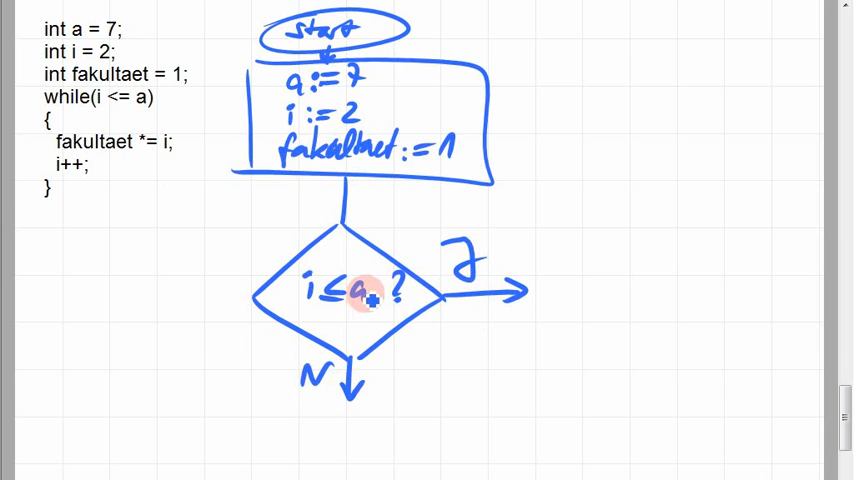 int a = 7;
int i = 2;
int fakultaet = 1;
while(i <= a)
{
fakultaet *= i;
i++;
}
start
a := 7
i := 2
fakultaet := 1
i ≤ a ?
J
N